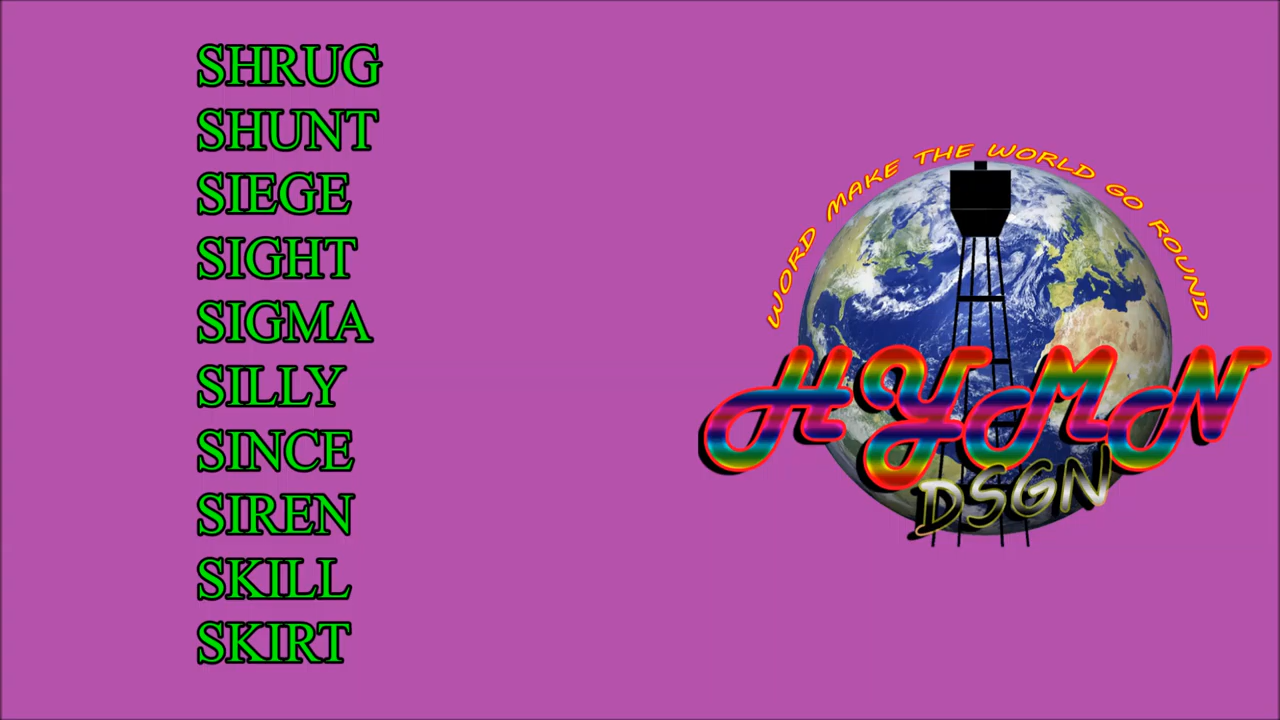 SHRUG
SHUNT
SIEGE
SIGHT
SIGMA
SILLY
SINCE
SIREN
SKILL
SKIRT
WORD MAKE THE WORLD GO ROUND
HYMN
DSGN